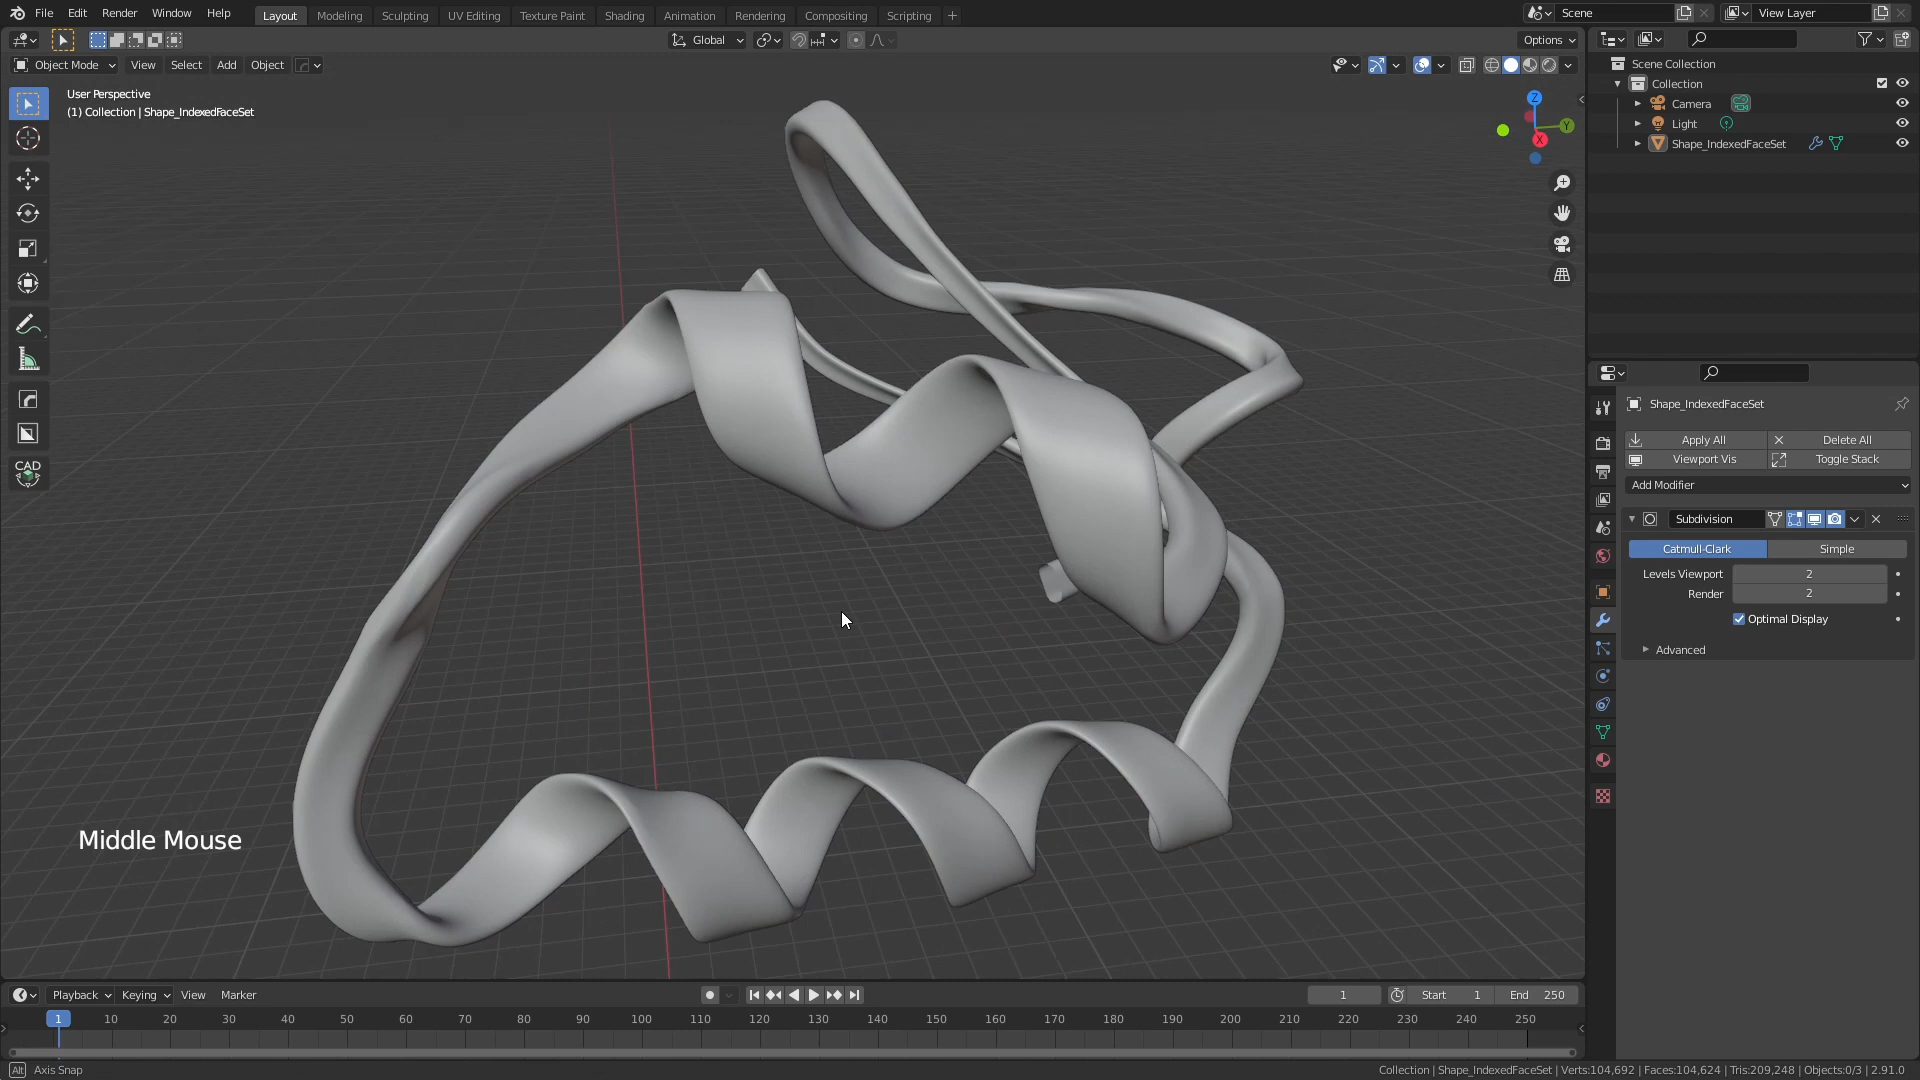 File Edit Render Window Help Layout Modeling Sculpting UV Editing Texture Paint Shading Animation Rendering Compositing Scripting + Scene View Layer
Global Options
Object Mode View Select Add Object
User Perspective
(1) Collection | Shape_IndexedFaceSet
Z
Y
X
CAD
Middle Mouse
Scene Collection
Collection
Camera
Light
Shape_IndexedFaceSet
Shape_IndexedFaceSet
Apply All Delete All
Viewport Vis Toggle Stack
Add Modifier
Subdivision
Catmull-Clark Simple
Levels Viewport 2
Render 2
Optimal Display
Advanced
Playback Keying View Marker 1 Start 1 End 250
1 10 20 30 40 50 60 70 80 90 100 110 120 130 140 150 160 170 180 190 200 210 220 230 240 250
Alt Axis Snap Collection | Shape_IndexedFaceSet | Verts:104,692 | Faces:104,624 | Tris:209,248 | Objects:0/3 | 2.91.0